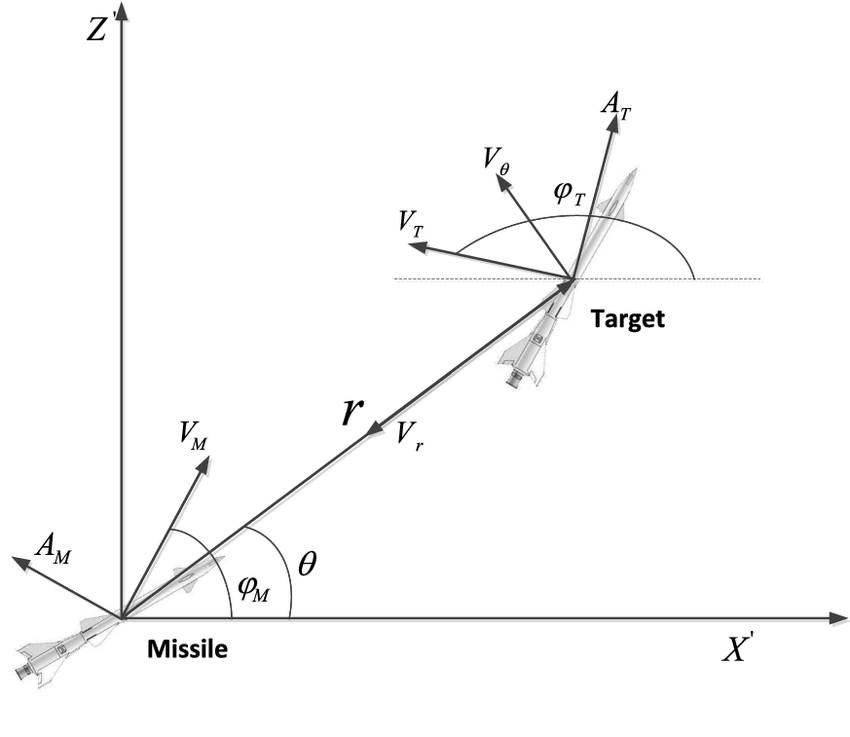 Z'
A_T
V_θ
φ_T
V_T
Target
r
V_r
V_M
A_M
φ_M
θ
Missile
X'